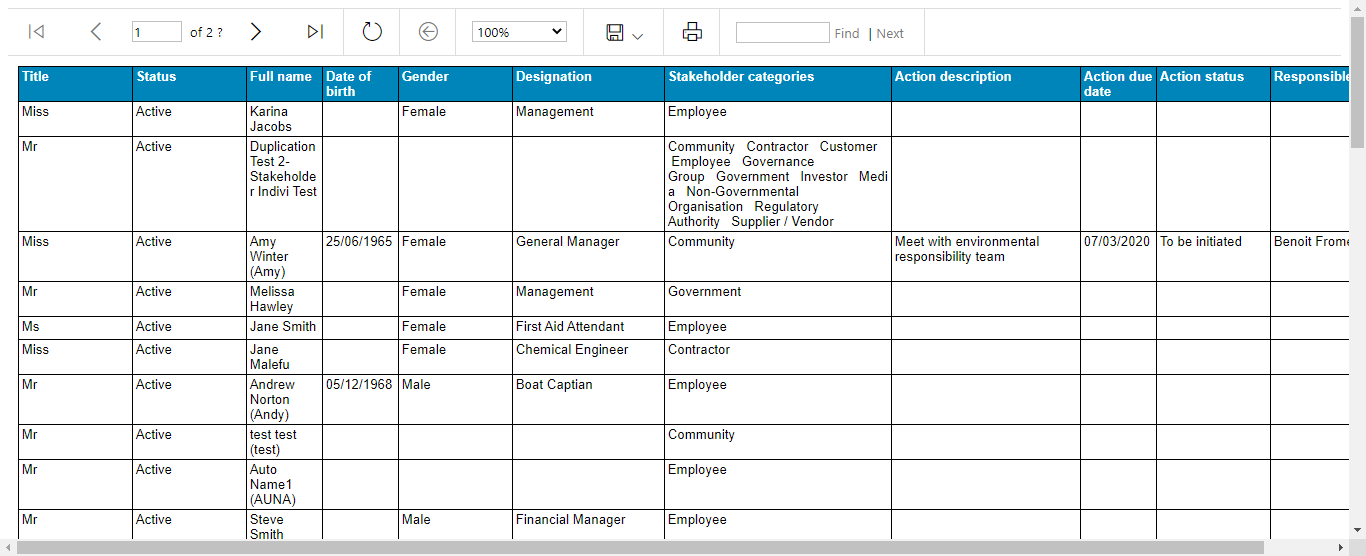 1 of 2 ? 100% Find | Next
Title Status Full name Date of birth Gender Designation Stakeholder categories Action description Action due date Action status Responsible
Miss Active Karina Jacobs Female Management Employee
Mr Active Duplication Test 2- Stakeholde r Indivi Test Community Contractor Customer
Employee Governance
Group Government Investor Medi
a Non-Governmental
Organisation Regulatory
Authority Supplier / Vendor
Miss Active Amy Winter (Amy) 25/06/1965 Female General Manager Community Meet with environmental responsibility team 07/03/2020 To be initiated Benoit Frome
Mr Active Melissa Hawley Female Management Government
Ms Active Jane Smith Female First Aid Attendant Employee
Miss Active Jane Malefu Female Chemical Engineer Contractor
Mr Active Andrew Norton (Andy) 05/12/1968 Male Boat Captian Employee
Mr Active test test (test) Community
Mr Active Auto Name1 (AUNA) Employee
Mr Active Steve Smith Male Financial Manager Employee